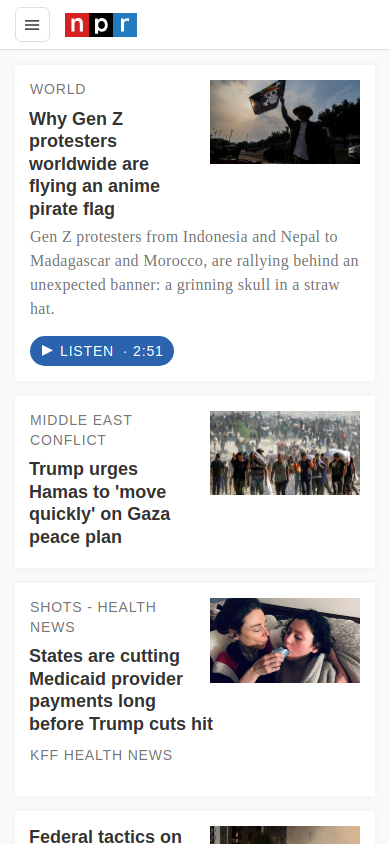 npr
WORLD
Why Gen Z
protesters
worldwide are
flying an anime
pirate flag
Gen Z protesters from Indonesia and Nepal to
Madagascar and Morocco, are rallying behind an
unexpected banner: a grinning skull in a straw
hat.
LISTEN · 2:51
MIDDLE EAST
CONFLICT
Trump urges
Hamas to 'move
quickly' on Gaza
peace plan
SHOTS - HEALTH
NEWS
States are cutting
Medicaid provider
payments long
before Trump cuts hit
KFF HEALTH NEWS
Federal tactics on